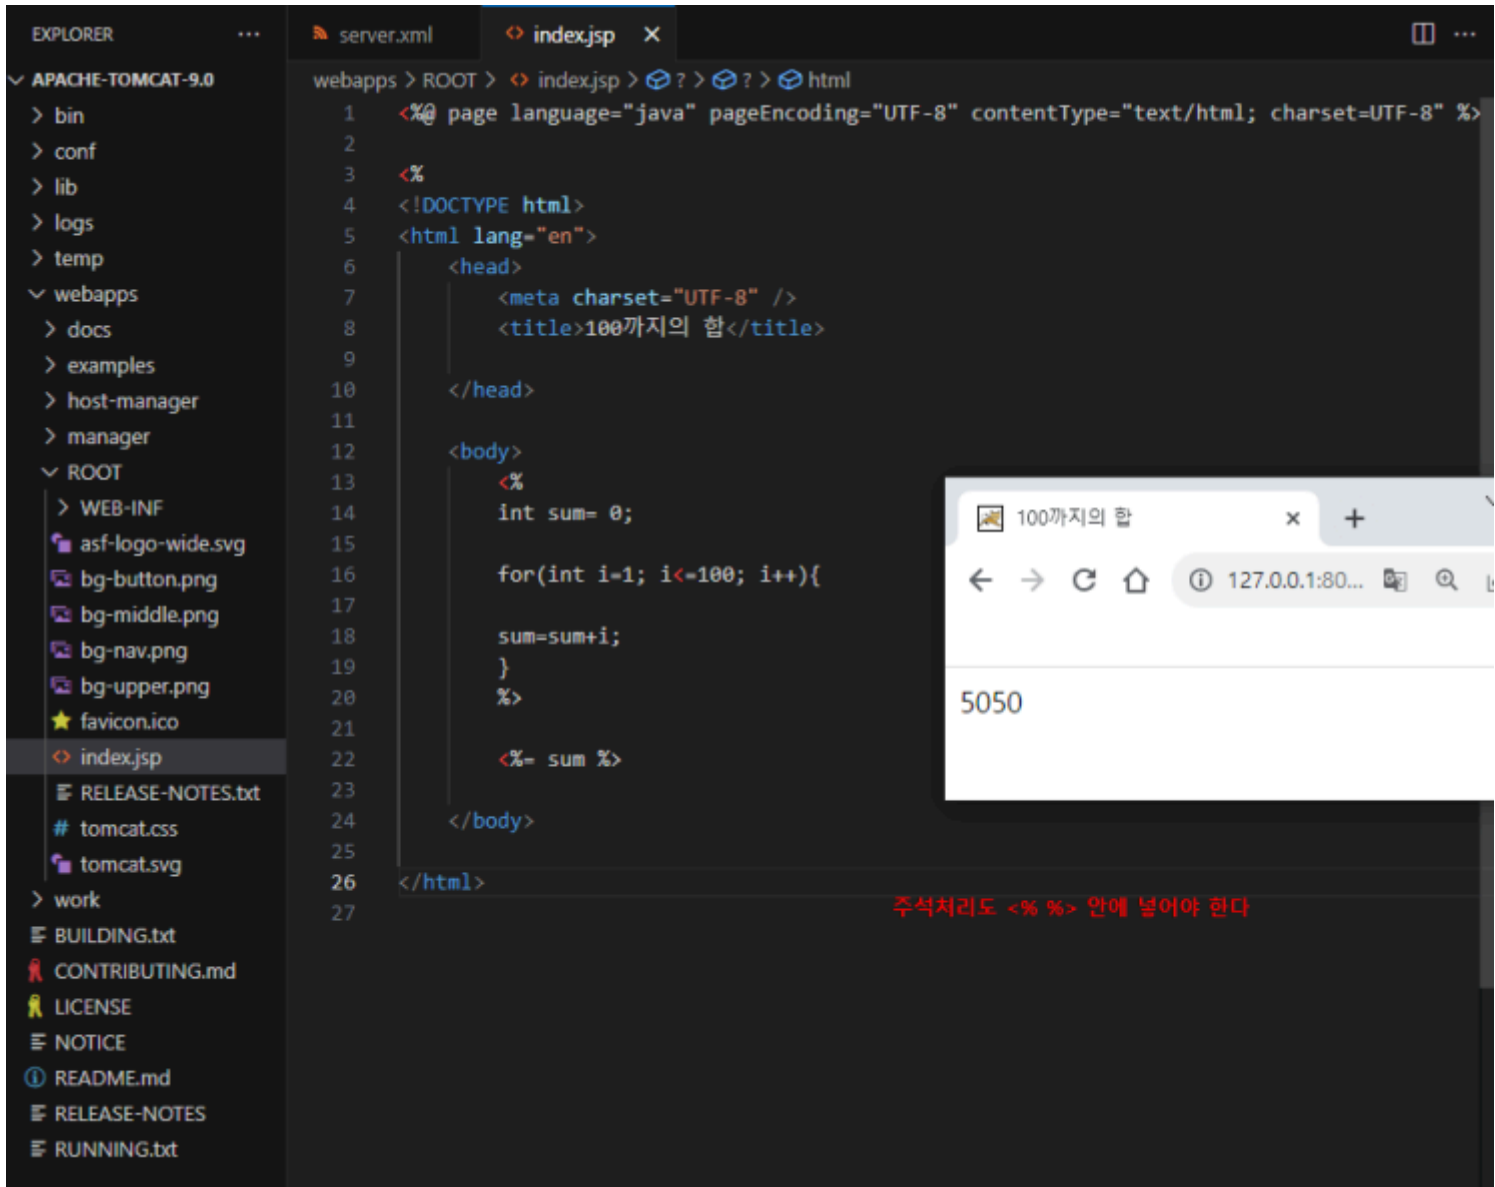 EXPLORER ...
server.xml
index.jsp
APACHE-TOMCAT-9.0
bin
conf
lib
logs
temp
webapps
docs
examples
host-manager
manager
ROOT
WEB-INF
asf-logo-wide.svg
bg-button.png
bg-middle.png
bg-nav.png
bg-upper.png
favicon.ico
index.jsp
RELEASE-NOTES.txt
tomcat.css
tomcat.svg
work
BUILDING.txt
CONTRIBUTING.md
LICENSE
NOTICE
README.md
RELEASE-NOTES
RUNNING.txt
webapps > ROOT > index.jsp > ? > ? > html
1 <%@ page language="java" pageEncoding="UTF-8" contentType="text/html; charset=UTF-8" %>
2
3 <%
4 <!DOCTYPE html>
5 <html lang="en">
6 <head>
7 <meta charset="UTF-8" />
8 <title>100까지의 합</title>
9
10 </head>
11
12 <body>
13 <%
14 int sum= 0;
15
16 for(int i=1; i<=100; i++){
17
18 sum=sum+i;
19 }
20 %>
21
22 <%= sum %>
23
24 </body>
25
26 </html>
27
주석처리도 <% %> 안에 넣어야 한다
100까지의 합
127.0.0.1:80...
5050